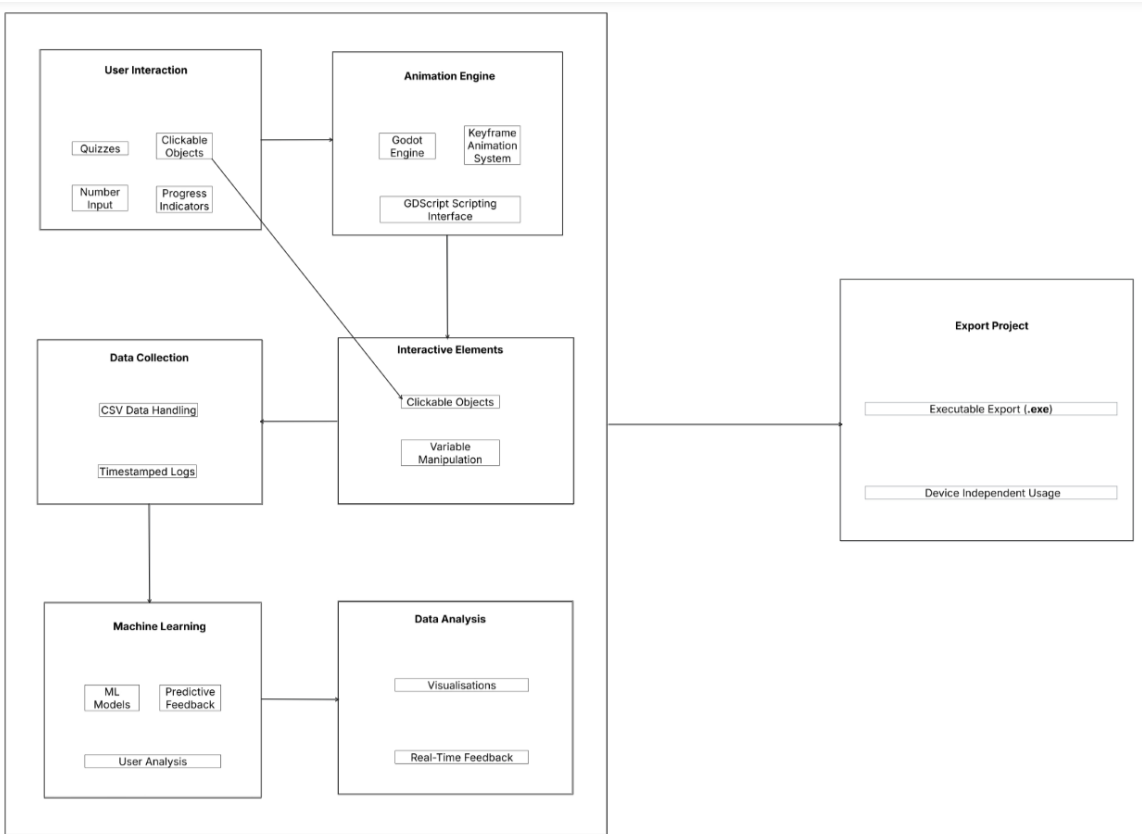 User Interaction
Quizzes
Clickable
Objects
Number
Input
Progress
Indicators
Animation Engine
Godot
Engine
Keyframe
Animation
System
GDScript Scripting
Interface
Data Collection
CSV Data Handling
Timestamped Logs
Interactive Elements
Clickable Objects
Variable
Manipulation
Machine Learning
ML
Models
Predictive
Feedback
User Analysis
Data Analysis
Visualisations
Real-Time Feedback
Export Project
Executable Export (.exe)
Device Independent Usage